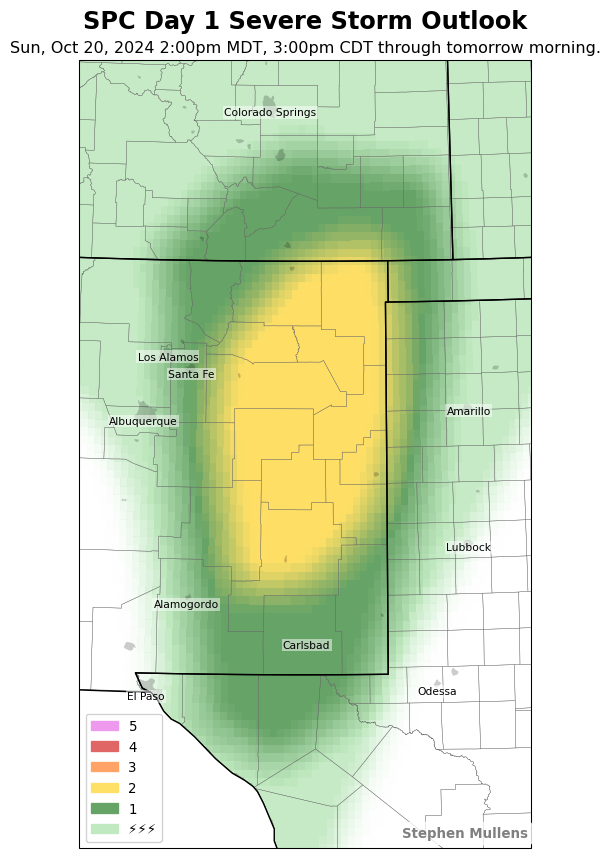 SPC Day 1 Severe Storm Outlook
Sun, Oct 20, 2024 2:00pm MDT, 3:00pm CDT through tomorrow morning.
Colorado Springs
Los Alamos
Santa Fe
Albuquerque
Amarillo
Lubbock
Alamogordo
Carlsbad
Odessa
El Paso
5
4
3
2
1
⚡⚡⚡
Stephen Mullens